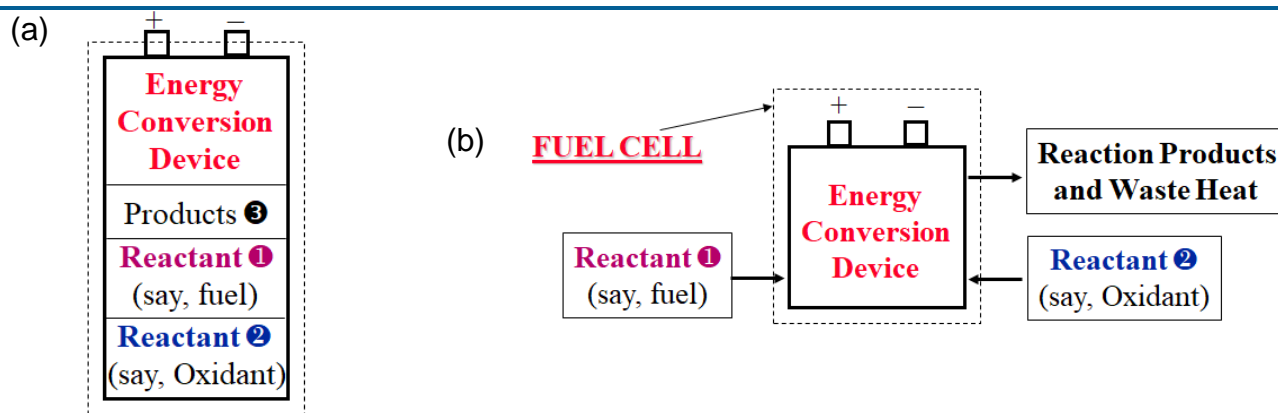 (a)
+ −
Energy
Conversion
Device
Products ❸
Reactant ❶
(say, fuel)
Reactant ❷
(say, Oxidant)
(b)
FUEL CELL
+ −
Energy
Conversion
Device
Reactant ❶
(say, fuel)
Reaction Products
and Waste Heat
Reactant ❷
(say, Oxidant)